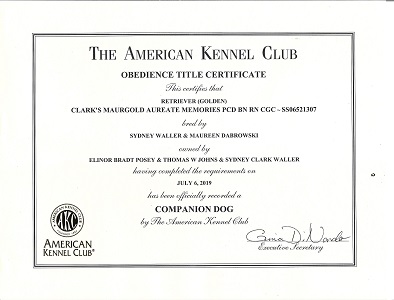 THE AMERICAN KENNEL CLUB
OBEDIENCE TITLE CERTIFICATE
This certifies that
RETRIEVER (GOLDEN)
CLARK'S MAURGOLD AUREATE MEMORIES PCD BN RN CGC ~ SS06521307
bred by
SYDNEY WALLER & MAUREEN DABROWSKI
owned by
ELINOR BRADT POSEY & THOMAS W JOHNS & SYDNEY CLARK WALLER
having completed the requirements on
JULY 6, 2019
has been officially recorded a
COMPANION DOG
by The American Kennel Club
AKC
AMERICAN
KENNEL CLUB®
Executive Secretary